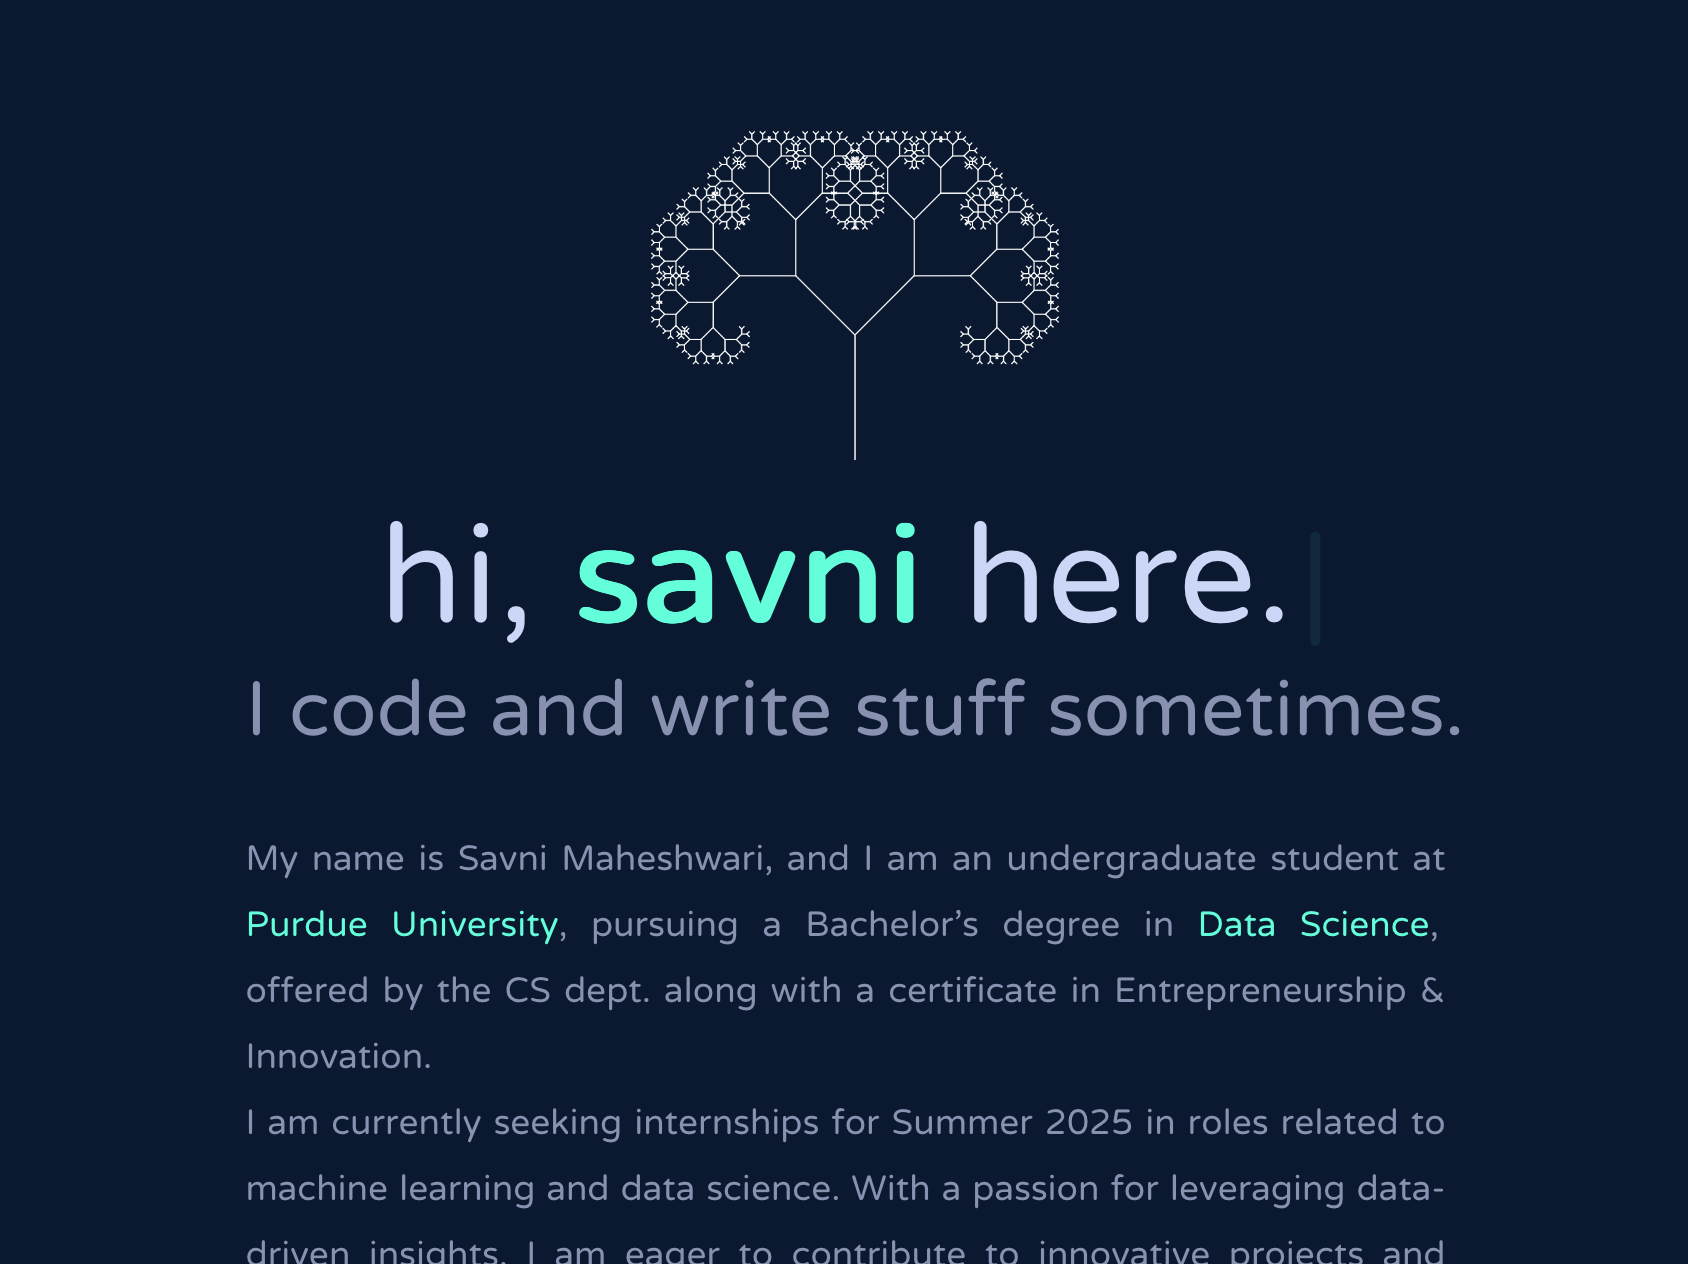 hi, savni here.
I code and write stuff sometimes.
My name is Savni Maheshwari, and I am an undergraduate student at
Purdue University, pursuing a Bachelor’s degree in Data Science,
offered by the CS dept. along with a certificate in Entrepreneurship &
Innovation.
I am currently seeking internships for Summer 2025 in roles related to
machine learning and data science. With a passion for leveraging data-
driven insights, I am eager to contribute to innovative projects and